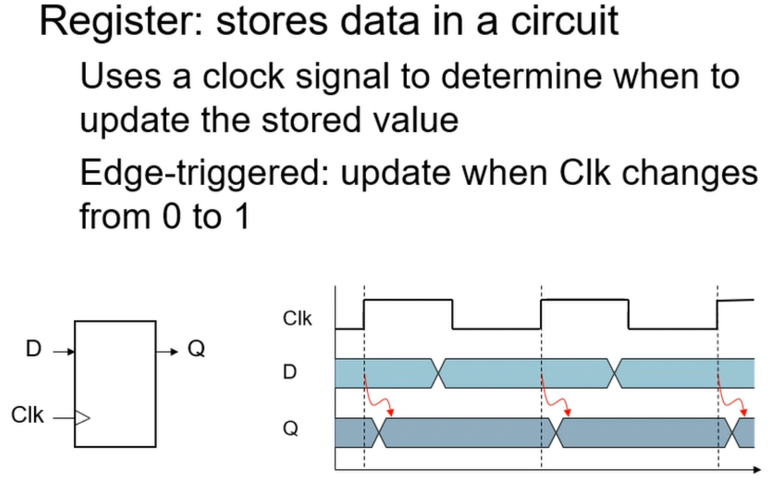 Register: stores data in a circuit
Uses a clock signal to determine when to
update the stored value
Edge-triggered: update when Clk changes
from 0 to 1
D
Q
Clk
Clk
D
Q